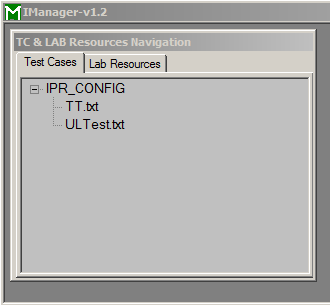 IManager-v1.2
TC & LAB Resources Navigation
Test Cases Lab Resources
IPR_CONFIG
TT.txt
ULTest.txt